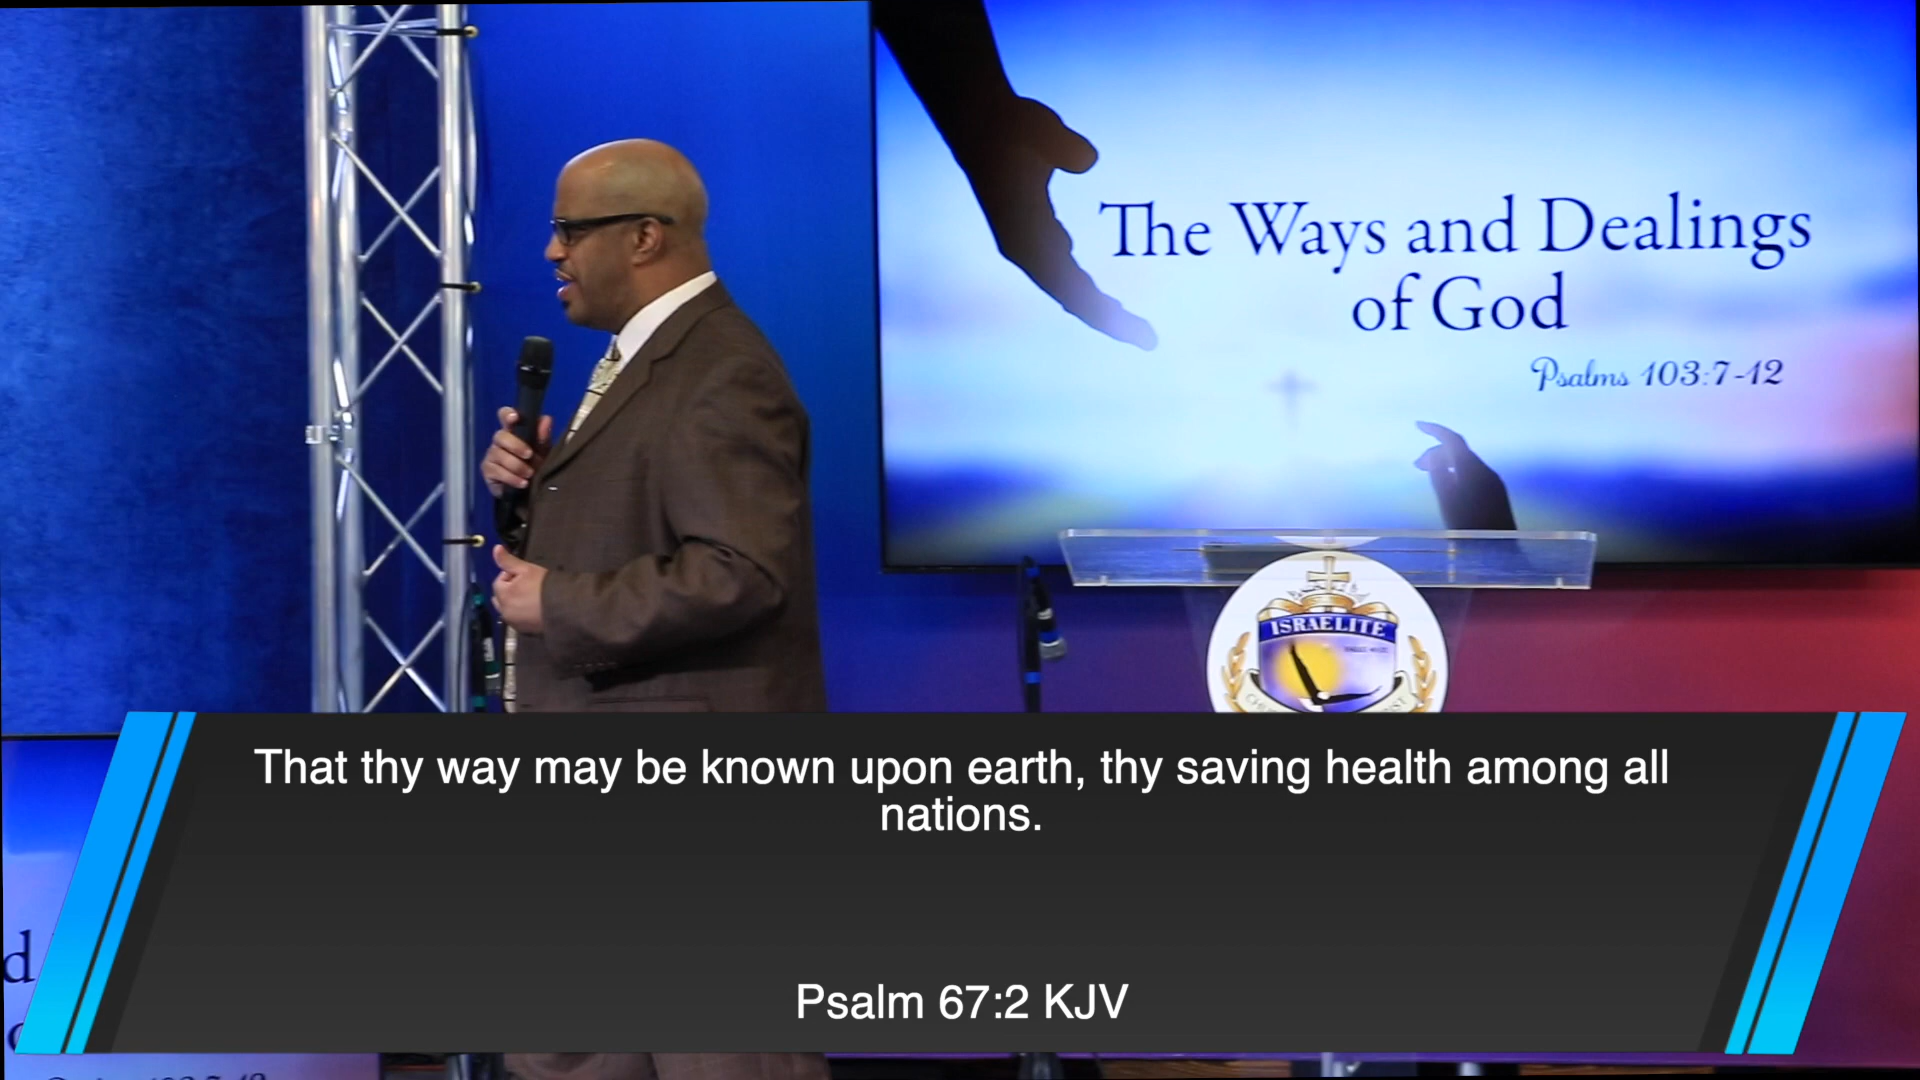 The Ways and Dealings
of God
Psalms 103:7-12
ISRAELITE
That thy way may be known upon earth, thy saving health among all
nations.
Psalm 67:2 KJV